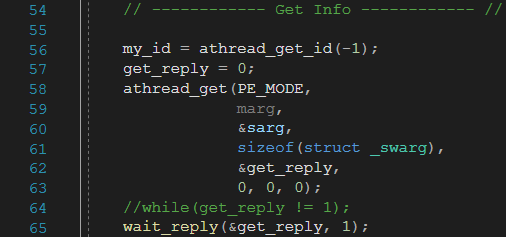 54 // ------------ Get Info ------------ //
55
56 my_id = athread_get_id(-1);
57 get_reply = 0;
58 athread_get(PE_MODE,
59 marg,
60 &sarg,
61 sizeof(struct _swarg),
62 &get_reply,
63 0, 0, 0);
64 //while(get_reply != 1);
65 wait_reply(&get_reply, 1);